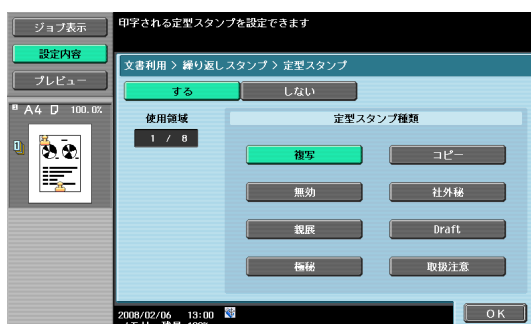 ジョブ表示
設定内容
プレビュー
A4 100.0%
印字される定型スタンプを設定できます
文書利用 > 繰り返しスタンプ > 定型スタンプ
する
しない
使用領域
1 / 8
定型スタンプ種類
複写
コピー
無効
社外秘
親展
Draft
極秘
取扱注意
2008/02/06 13:00
OK